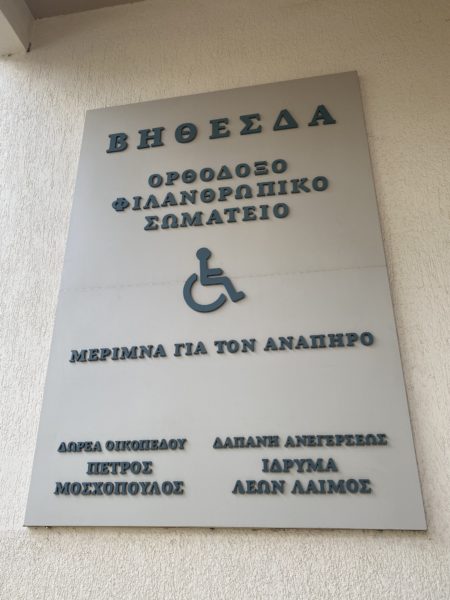 ΒΗΘΕΣΔΑ
ΟΡΘΟΔΟΞΟ
ΦΙΛΑΝΘΡΩΠΙΚΟ
ΣΩΜΑΤΕΙΟ
ΜΕΡΙΜΝΑ ΓΙΑ ΤΟΝ ΑΝΑΠΗΡΟ
ΔΩΡΕΑ ΟΙΚΟΠΕΔΟΥ
ΠΕΤΡΟΣ
ΜΟΣΧΟΠΟΥΛΟΣ
ΔΑΠΑΝΗ ΑΝΕΓΕΡΣΕΩΣ
ΙΔΡΥΜΑ
ΛΕΩΝ ΛΑΙΜΟΣ